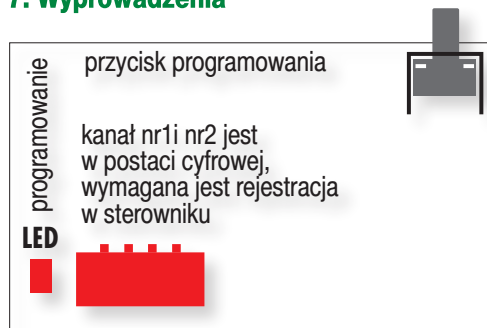 7. Wyprowadzenia
programowanie
przycisk programowania
kanał nr1i nr2 jest
w postaci cyfrowej,
wymagana jest rejestracja
w sterowniku
LED